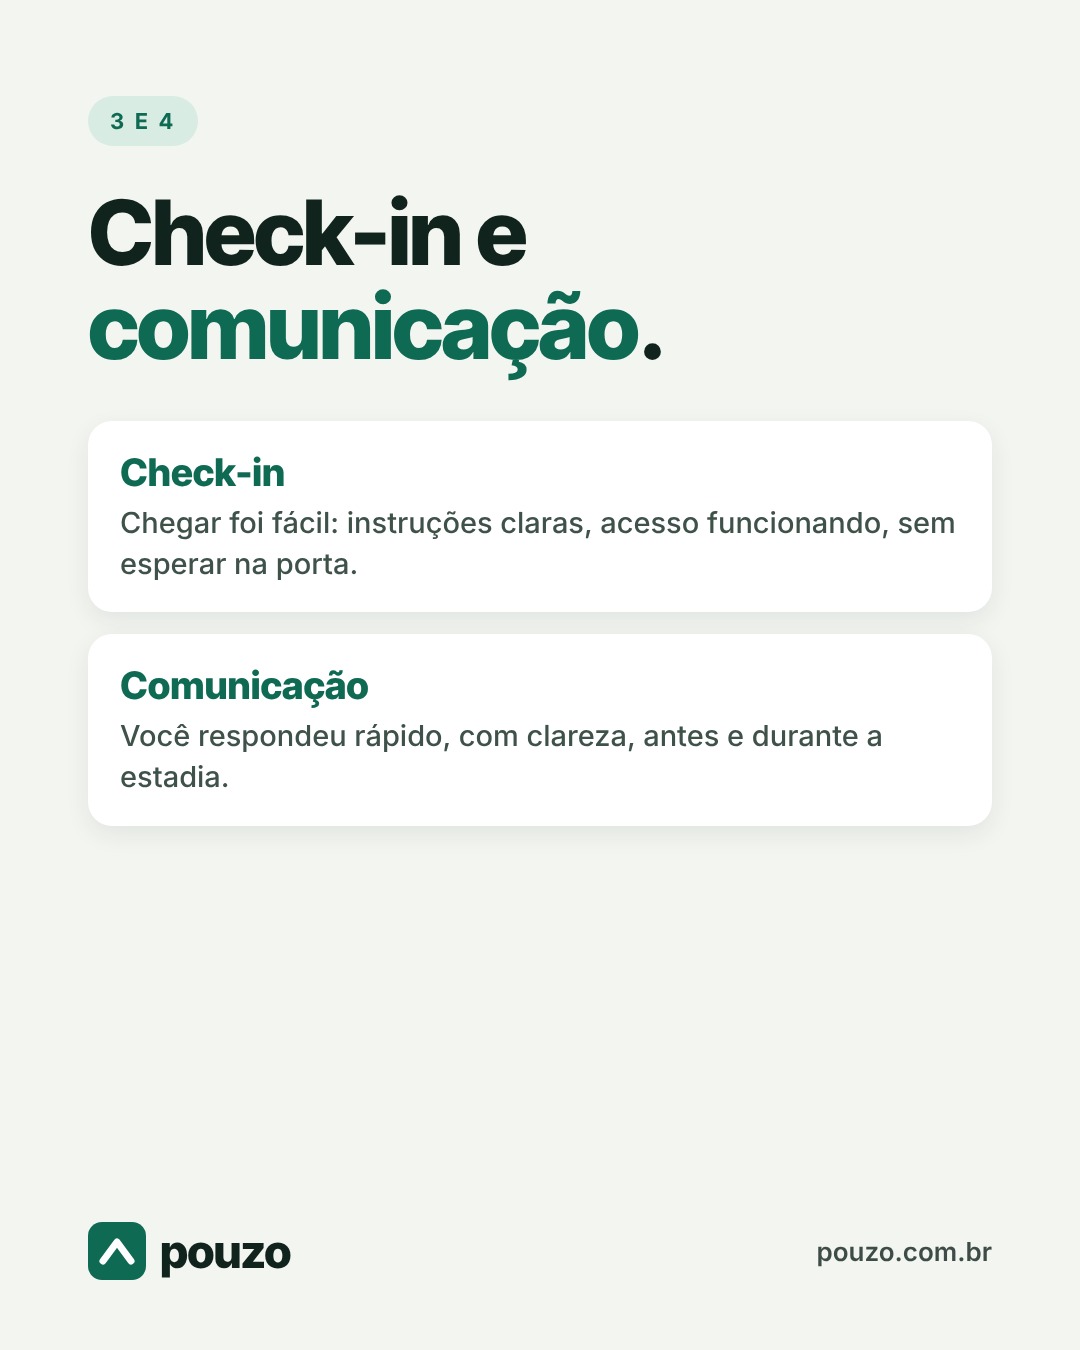 3 E 4
Check-in e
comunicação.
Check-in
Chegar foi fácil: instruções claras, acesso funcionando, sem
esperar na porta.
Comunicação
Você respondeu rápido, com clareza, antes e durante a
estadia.
pouzo
pouzo.com.br